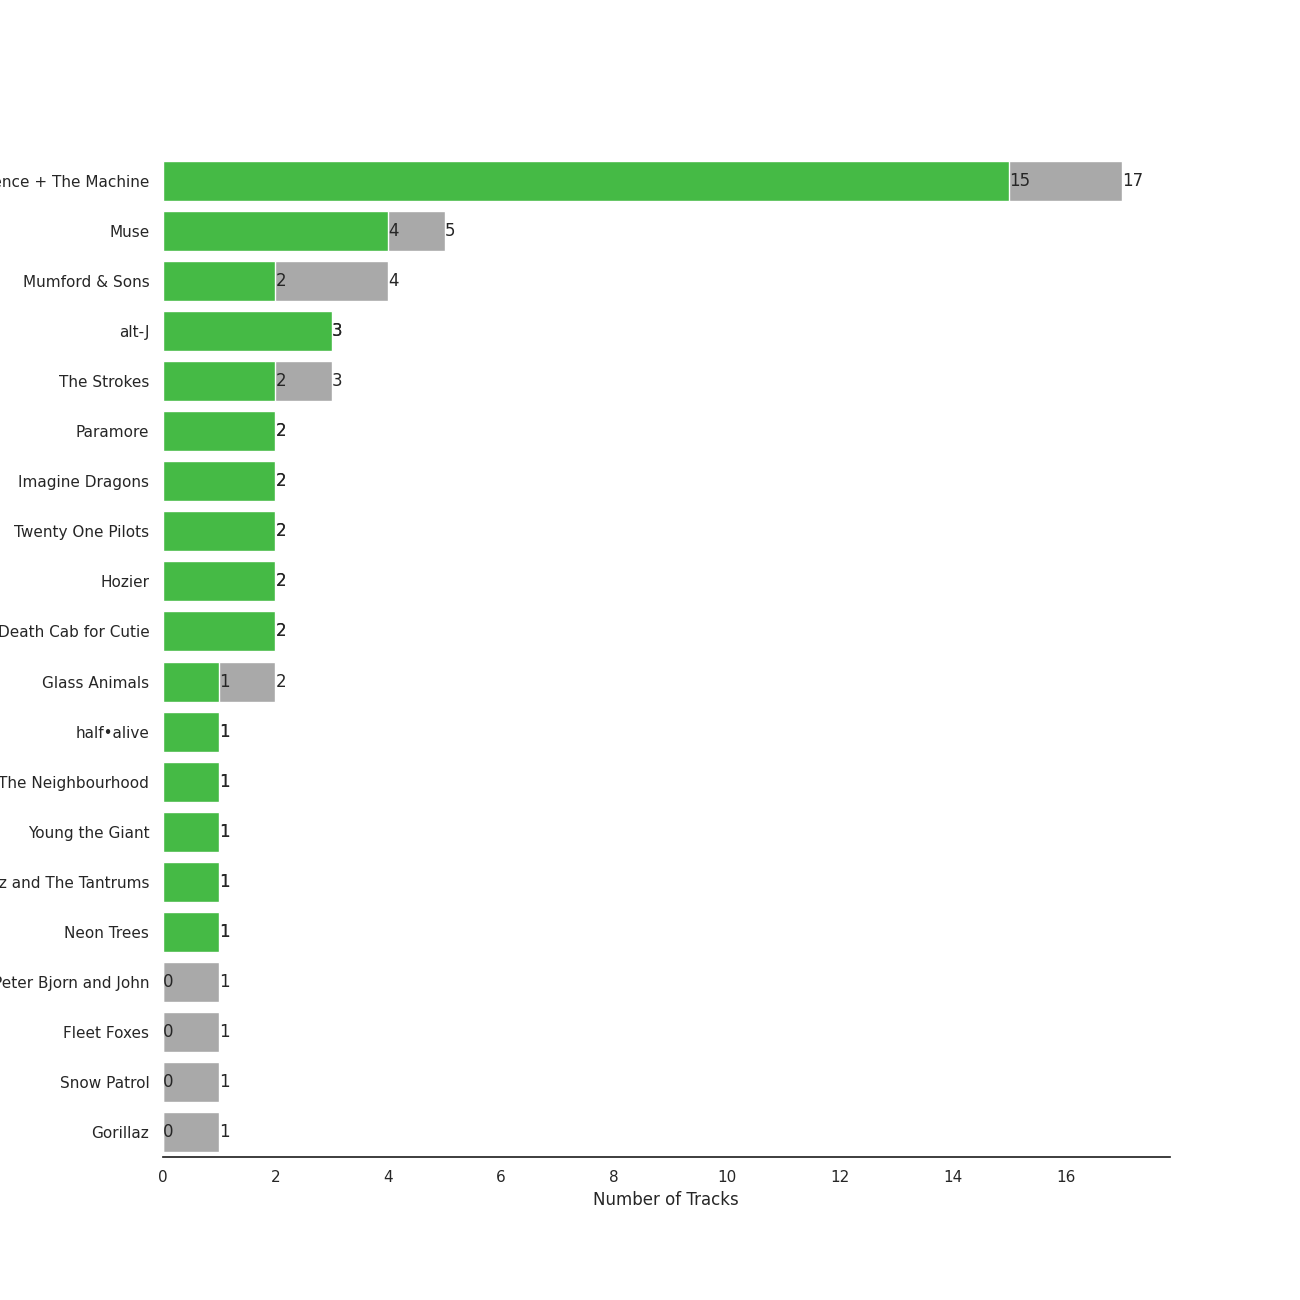 + The Machine 15 17
Muse 4 5
Mumford & Sons 2 4
alt-J 3
The Strokes 2 3
Paramore 2
Imagine Dragons 2
Twenty One Pilots 2
Hozier 2
Death Cab for Cutie 2
Glass Animals 1 2
half•alive 1
The Neighbourhood 1
Young the Giant 1
and The Tantrums 1
Neon Trees 1
Peter Bjorn and John 0 1
Fleet Foxes 0 1
Snow Patrol 0 1
Gorillaz 0 1
0 2 4 6 8 10 12 14 16
Number of Tracks